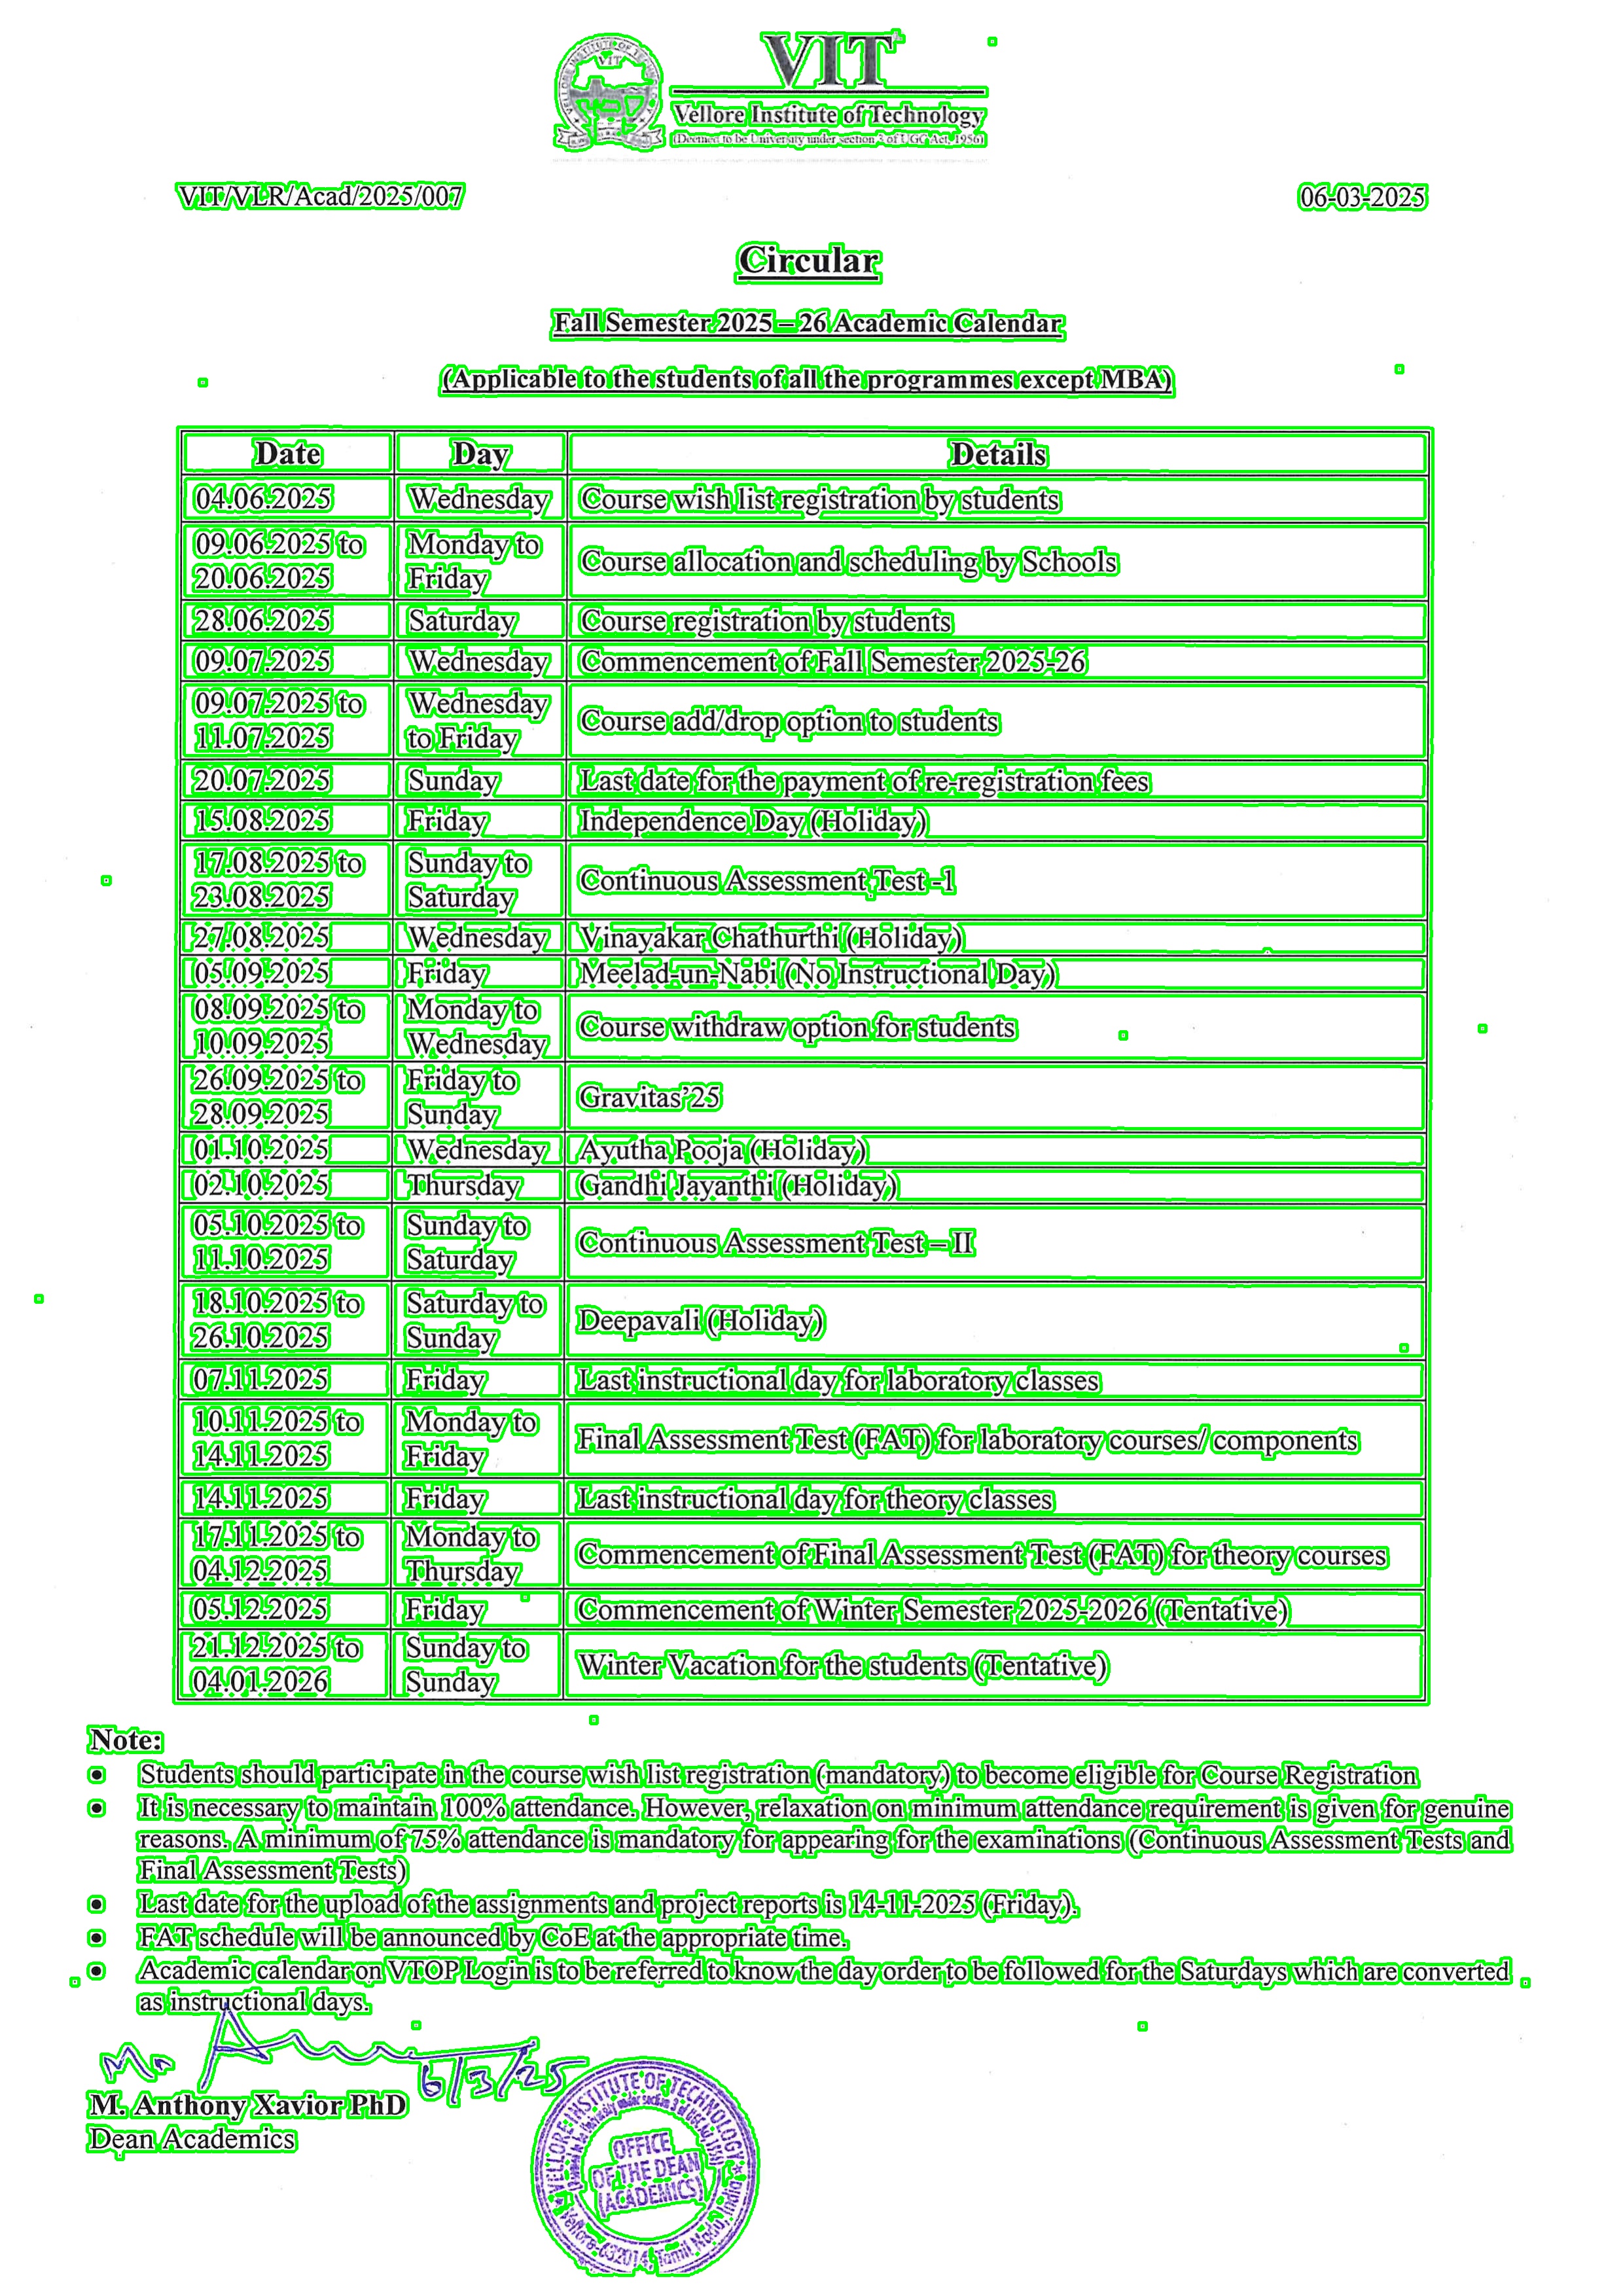 VIT
Vellore Institute of Technology
(Deemed to be University under section 3 of UGC Act, 1956)
VIT/VLR/Acad/2025/007 06-03-2025
Circular
Fall Semester 2025 – 26 Academic Calendar
(Applicable to the students of all the programmes except MBA)
Date Day Details
04.06.2025 Wednesday Course wish list registration by students
09.06.2025 to Monday to
Course allocation and scheduling by Schools
20.06.2025 Friday
28.06.2025 Saturday Course registration by students
09.07.2025 Wednesday Commencement of Fall Semester 2025-26
09.07.2025 to Wednesday
Course add/drop option to students
11.07.2025 to Friday
20.07.2025 Sunday Last date for the payment of re-registration fees
15.08.2025 Friday Independence Day (Holiday)
17.08.2025 to Sunday to
Continuous Assessment Test -I
23.08.2025 Saturday
27.08.2025 Wednesday Vinayakar Chathurthi (Holiday)
05.09.2025 Friday Meelad-un-Nabi (No Instructional Day)
08.09.2025 to Monday to
Course withdraw option for students
10.09.2025 Wednesday
26.09.2025 to Friday to
Gravitas’25
28.09.2025 Sunday
01.10.2025 Wednesday Ayutha Pooja (Holiday)
02.10.2025 Thursday Gandhi Jayanthi (Holiday)
05.10.2025 to Sunday to
Continuous Assessment Test – II
11.10.2025 Saturday
18.10.2025 to Saturday to
Deepavali (Holiday)
26.10.2025 Sunday
07.11.2025 Friday Last instructional day for laboratory classes
10.11.2025 to Monday to
Final Assessment Test (FAT) for laboratory courses/ components
14.11.2025 Friday
14.11.2025 Friday Last instructional day for theory classes
17.11.2025 to Monday to
Commencement of Final Assessment Test (FAT) for theory courses
04.12.2025 Thursday
05.12.2025 Friday Commencement of Winter Semester 2025-2026 (Tentative)
21.12.2025 to Sunday to
Winter Vacation for the students (Tentative)
04.01.2026 Sunday
Note:
• Students should participate in the course wish list registration (mandatory) to become eligible for Course Registration
• It is necessary to maintain 100% attendance. However, relaxation on minimum attendance requirement is given for genuine
reasons. A minimum of 75% attendance is mandatory for appearing for the examinations (Continuous Assessment Tests and
Final Assessment Tests)
• Last date for the upload of the assignments and project reports is 14-11-2025 (Friday).
• FAT schedule will be announced by CoE at the appropriate time.
• Academic calendar on VTOP Login is to be referred to know the day order to be followed for the Saturdays which are converted
as instructional days.
6/3/25
M. Anthony Xavior PhD
Dean Academics
VELLORE INSTITUTE OF TECHNOLOGY
OFFICE
OF THE DEAN
(ACADEMICS)
Vellore-632014, Tamil Nadu,